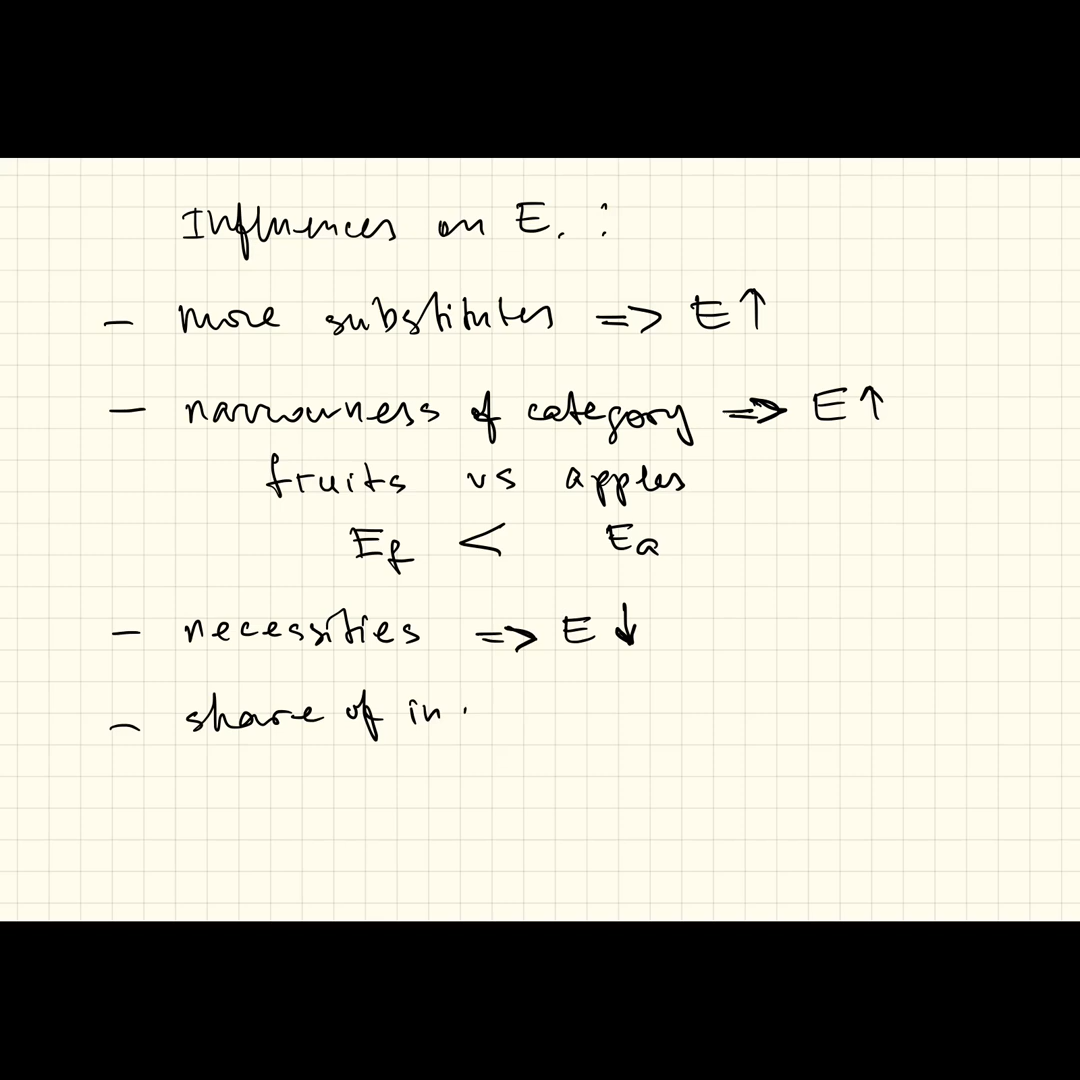 Influences on E. :
- more substitutes => E↑
- narrowness of category => E↑
fruits vs apples
Ef < Ea
- necessities => E↓
- share of in